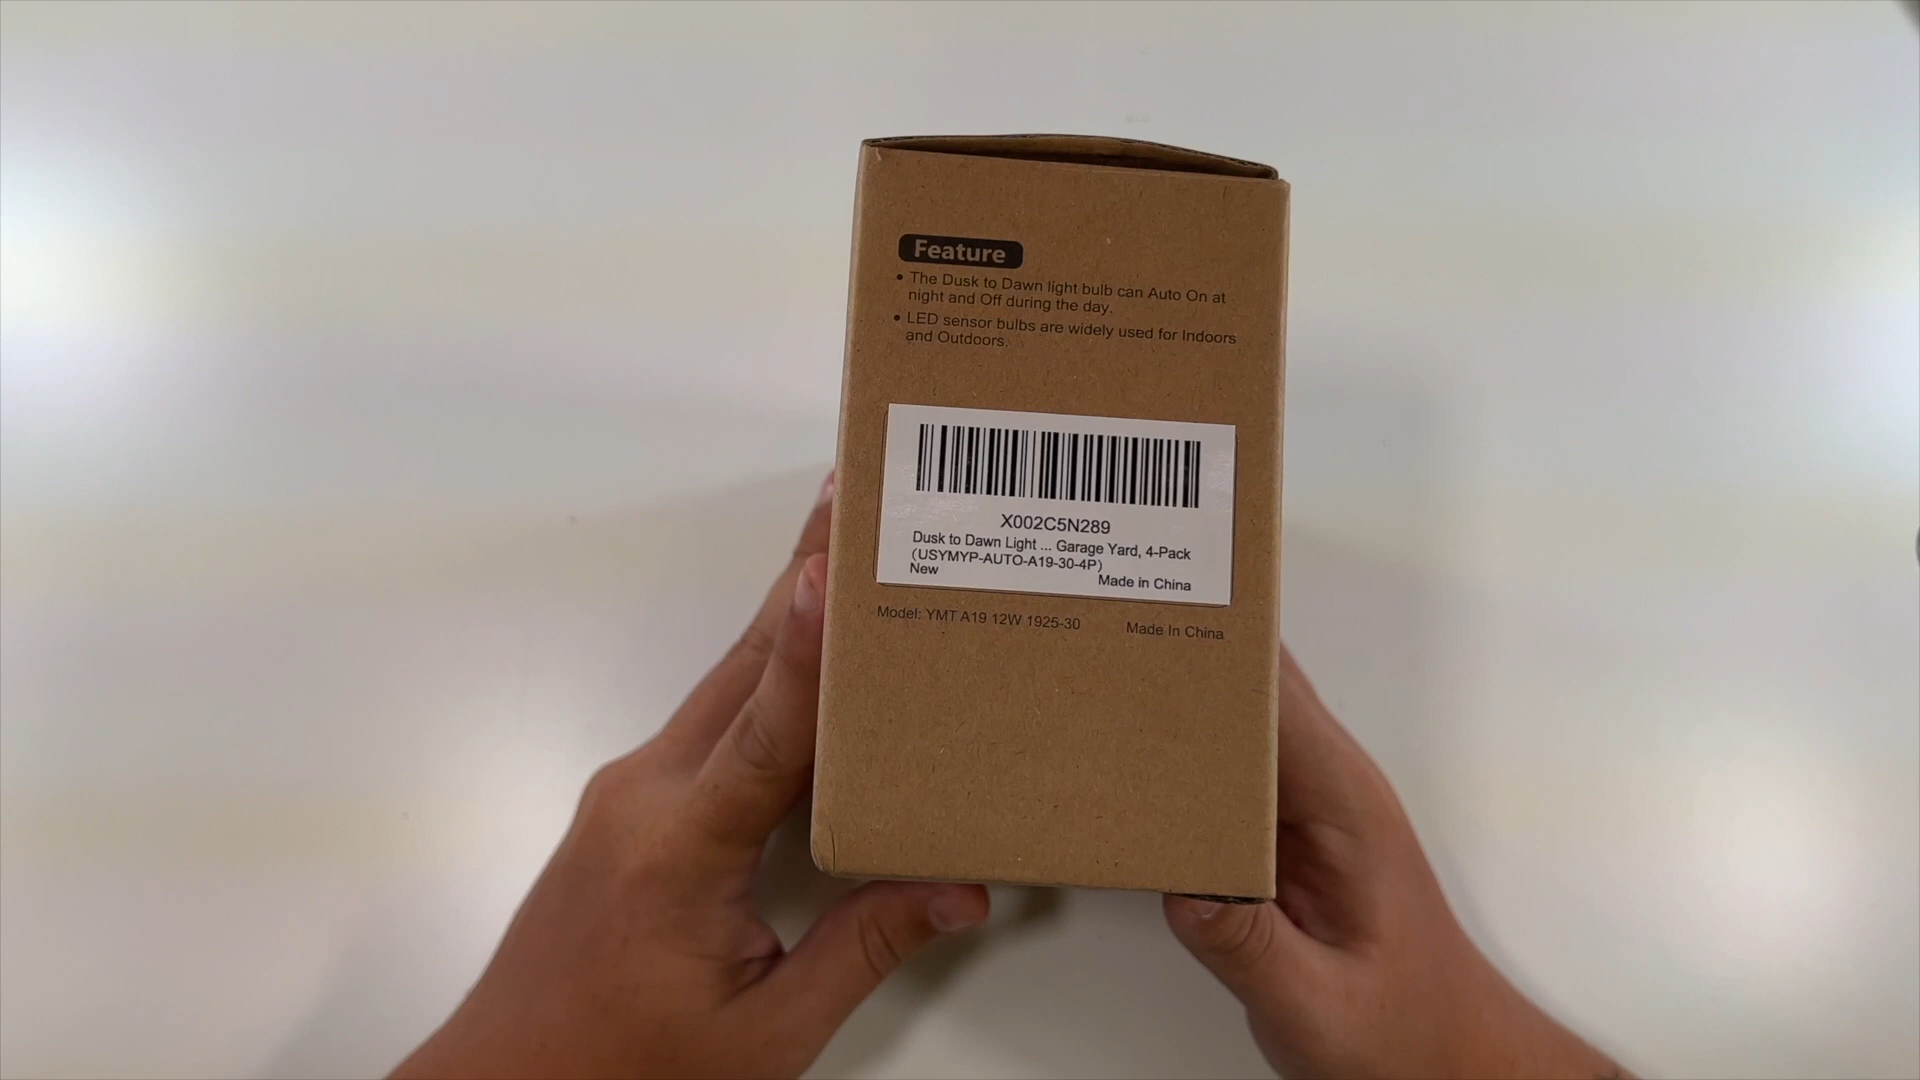 Feature
• The Dusk to Dawn light bulb can Auto On at
night and Off during the day.
• LED sensor bulbs are widely used for Indoors
and Outdoors.
X002C5N289
Dusk to Dawn Light ... Garage Yard, 4-Pack
（USYMYP-AUTO-A19-30-4P）
New
Made in China
Model: YMT A19 12W 1925-30
Made In China